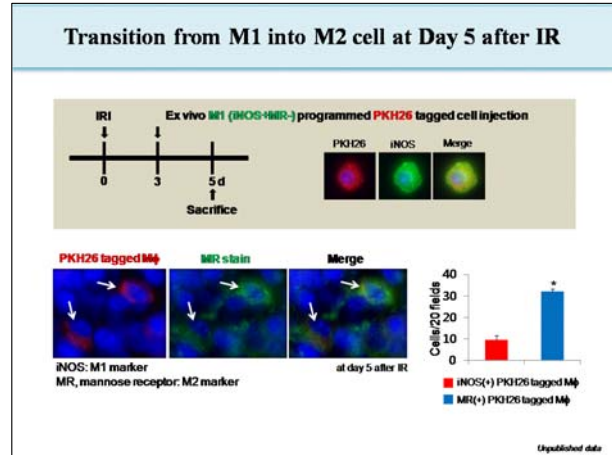 Transition from M1 into M2 cell at Day 5 after IR
IRI
Ex vivo M1 (iNOS+MR-) programmed PKH26 tagged cell injection
0
3
5 d
Sacrifice
PKH26
iNOS
Merge
PKH26 tagged Mϕ
MR stain
Merge
iNOS: M1 marker
at day 5 after IR
MR, mannose receptor: M2 marker
Cells/20 fields
40
30
20
10
0
*
iNOS(+) PKH26 tagged Mϕ
MR(+) PKH26 tagged Mϕ
Unpublished data